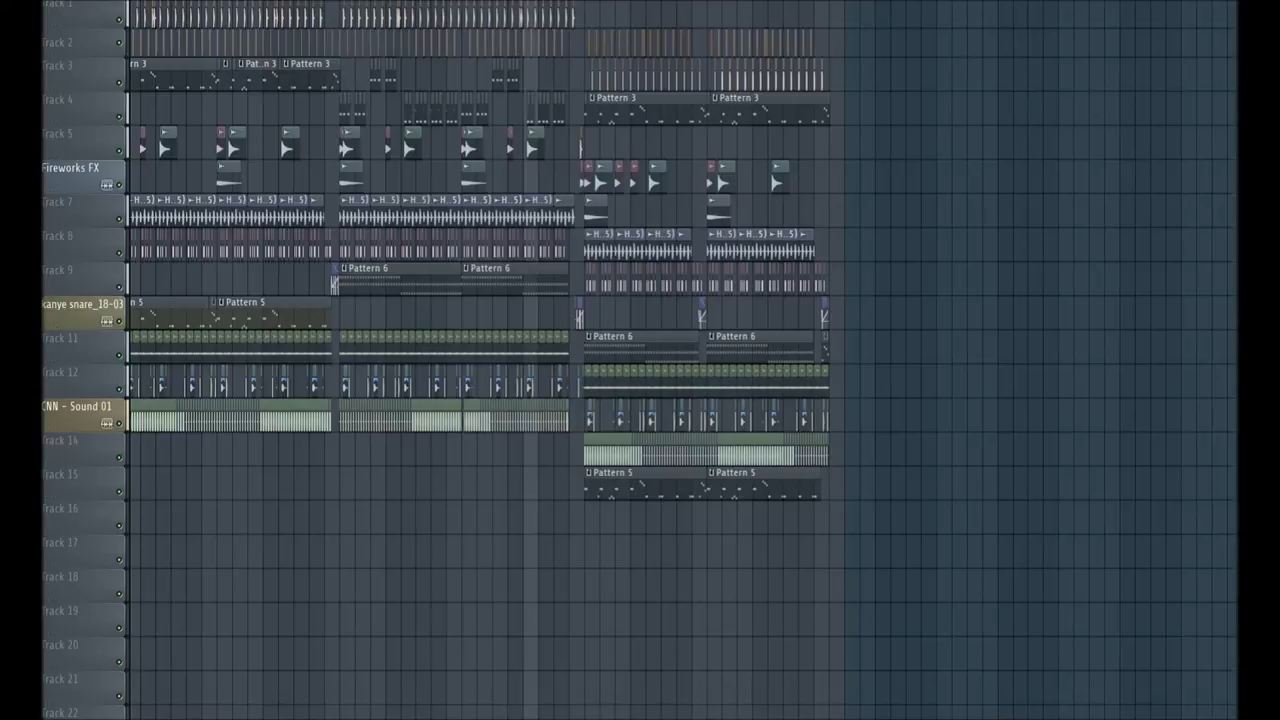 Track 1
Track 2
Track 3
rn 3
Pat..n 3
Pattern 3
Track 4
Pattern 3
Pattern 3
Track 5
Fireworks FX
Track 7
H..5) H..5) H..5) H..5) H..5) H..5)
H..5) H..5) H..5) H..5) H..5) H..5) H..5)
Track 8
H..5) H..5) H..5)
H..5) H..5) H..5)
Track 9
Pattern 6
Pattern 6
kanye snare_18-03
n 5
Pattern 5
Track 11
Pattern 6
Pattern 6
Track 12
CNN - Sound 01
Track 14
Track 15
Pattern 5
Pattern 5
Track 16
Track 17
Track 18
Track 19
Track 20
Track 21
Track 22